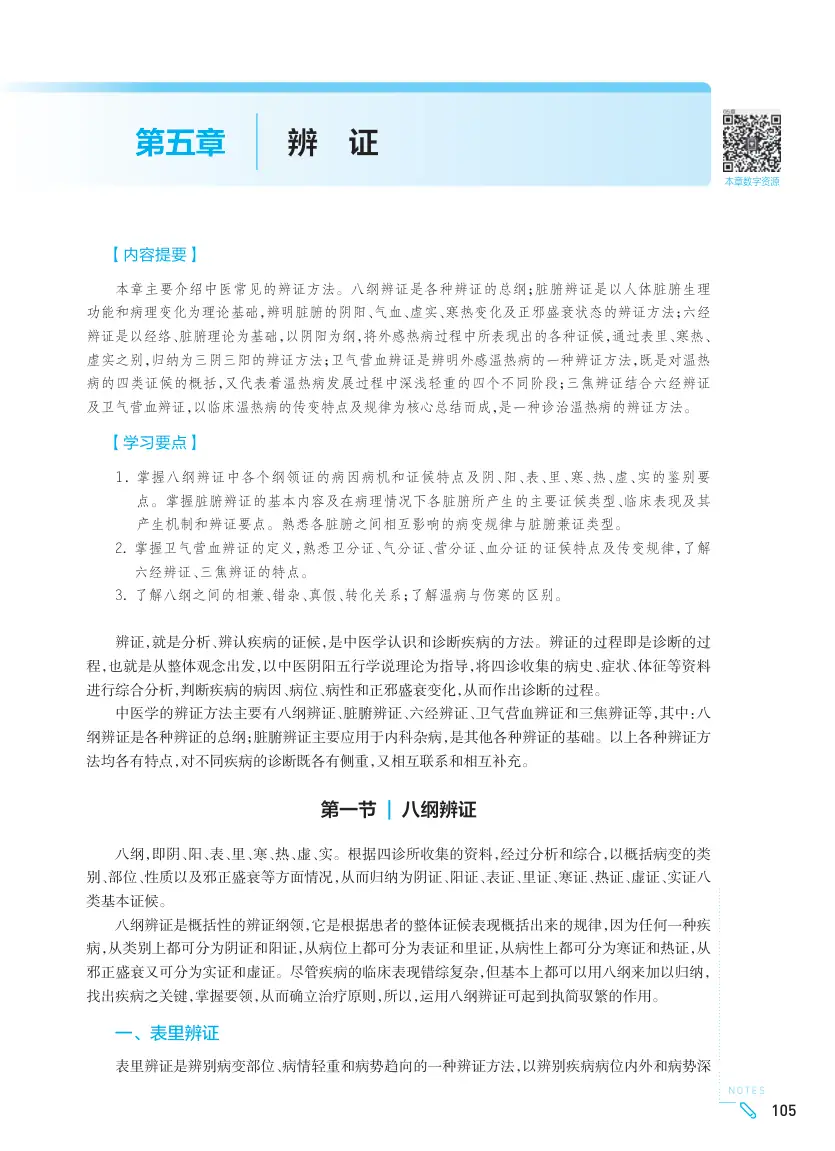 第五章 辨 证
本章数字资源
【内容提要】
本章主要介绍中医常见的辨证方法。八纲辨证是各种辨证的总纲;脏腑辨证是以人体脏腑生理
功能和病理变化为理论基础,辨明脏腑的阴阳、气血、虚实、寒热变化及正邪盛衰状态的辨证方法;六经
辨证是以经络、脏腑理论为基础,以阴阳为纲,将外感热病过程中所表现出的各种证候,通过表里、寒热、
虚实之别,归纳为三阴三阳的辨证方法;卫气营血辨证是辨明外感温热病的一种辨证方法,既是对温热
病的四类证候的概括,又代表着温热病发展过程中深浅轻重的四个不同阶段;三焦辨证结合六经辨证
及卫气营血辨证,以临床温热病的传变特点及规律为核心总结而成,是一种诊治温热病的辨证方法。
【学习要点】
1. 掌握八纲辨证中各个纲领证的病因病机和证候特点及阴、阳、表、里、寒、热、虚、实的鉴别要
点。掌握脏腑辨证的基本内容及在病理情况下各脏腑所产生的主要证候类型、临床表现及其
产生机制和辨证要点。熟悉各脏腑之间相互影响的病变规律与脏腑兼证类型。
2. 掌握卫气营血辨证的定义,熟悉卫分证、气分证、营分证、血分证的证候特点及传变规律,了解
六经辨证、三焦辨证的特点。
3. 了解八纲之间的相兼、错杂、真假、转化关系;了解温病与伤寒的区别。
辨证,就是分析、辨认疾病的证候,是中医学认识和诊断疾病的方法。辨证的过程即是诊断的过
程,也就是从整体观念出发,以中医阴阳五行学说理论为指导,将四诊收集的病史、症状、体征等资料
进行综合分析,判断疾病的病因、病位、病性和正邪盛衰变化,从而作出诊断的过程。
中医学的辨证方法主要有八纲辨证、脏腑辨证、六经辨证、卫气营血辨证和三焦辨证等,其中:八
纲辨证是各种辨证的总纲;脏腑辨证主要应用于内科杂病,是其他各种辨证的基础。以上各种辨证方
法均各有特点,对不同疾病的诊断既各有侧重,又相互联系和相互补充。
第一节 | 八纲辨证
八纲,即阴、阳、表、里、寒、热、虚、实。根据四诊所收集的资料,经过分析和综合,以概括病变的类
别、部位、性质以及邪正盛衰等方面情况,从而归纳为阴证、阳证、表证、里证、寒证、热证、虚证、实证八
类基本证候。
八纲辨证是概括性的辨证纲领,它是根据患者的整体证候表现概括出来的规律,因为任何一种疾
病,从类别上都可分为阴证和阳证,从病位上都可分为表证和里证,从病性上都可分为寒证和热证,从
邪正盛衰又可分为实证和虚证。尽管疾病的临床表现错综复杂,但基本上都可以用八纲来加以归纳,
找出疾病之关键,掌握要领,从而确立治疗原则,所以,运用八纲辨证可起到执简驭繁的作用。
一、表里辨证
表里辨证是辨别病变部位、病情轻重和病势趋向的一种辨证方法,以辨别疾病病位内外和病势深
NOTES
105